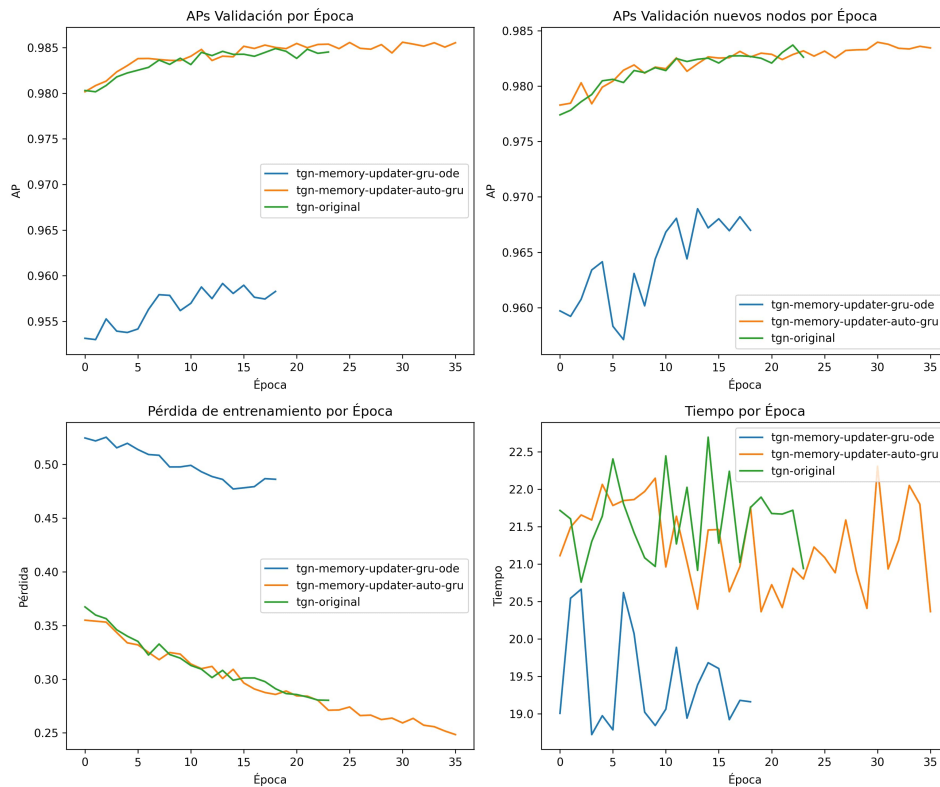 APs Validación por Época
0.985
0.980
0.975
0.970
0.965
0.960
0.955
AP
tgn-memory-updater-gru-ode
tgn-memory-updater-auto-gru
tgn-original
0 5 10 15 20 25 30 35
Época
APs Validación nuevos nodos por Época
0.985
0.980
0.975
0.970
0.965
0.960
AP
tgn-memory-updater-gru-ode
tgn-memory-updater-auto-gru
tgn-original
0 5 10 15 20 25 30 35
Época
Pérdida de entrenamiento por Época
0.50
0.45
0.40
0.35
0.30
0.25
Pérdida
tgn-memory-updater-gru-ode
tgn-memory-updater-auto-gru
tgn-original
0 5 10 15 20 25 30 35
Época
Tiempo por Época
22.5
22.0
21.5
21.0
20.5
20.0
19.5
19.0
Tiempo
tgn-memory-updater-gru-ode
tgn-memory-updater-auto-gru
tgn-original
0 5 10 15 20 25 30 35
Época